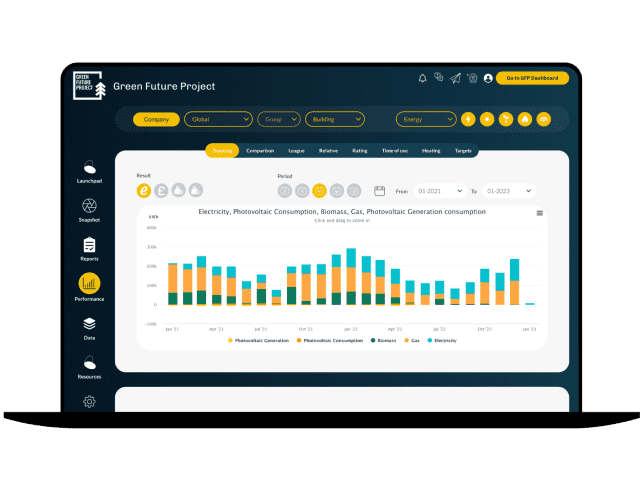 GREEN
FUTURE
PROJECT
Green Future Project
Go to GFP Dashboard
Company
Global
Group
Building
Energy
Tracking
Comparison
League
Relative
Rating
Time of use
Heating
Targets
Result
Period
From
01-2021
To
01-2023
Launchpad
Snapshot
Reports
Performance
Data
Resources
Electricity, Photovoltaic Consumption, Biomass, Gas, Photovoltaic Generation consumption
Click and drag to zoom in
kWh
400k
300k
200k
100k
0
-100k
Jan '21
Apr '21
Jul '21
Oct '21
Jan '22
Apr '22
Jul '22
Oct '22
Jan '23
Photovoltaic Generation
Photovoltaic Consumption
Biomass
Gas
Electricity